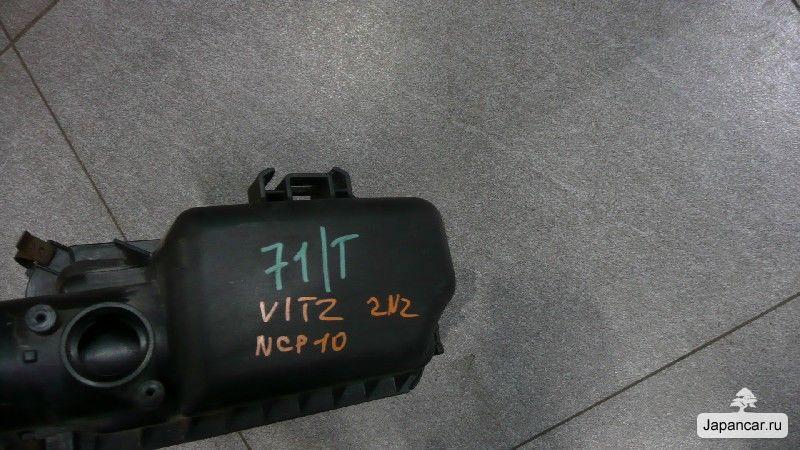 71/T
VITZ 2NZ
NCP10
Japancar.ru